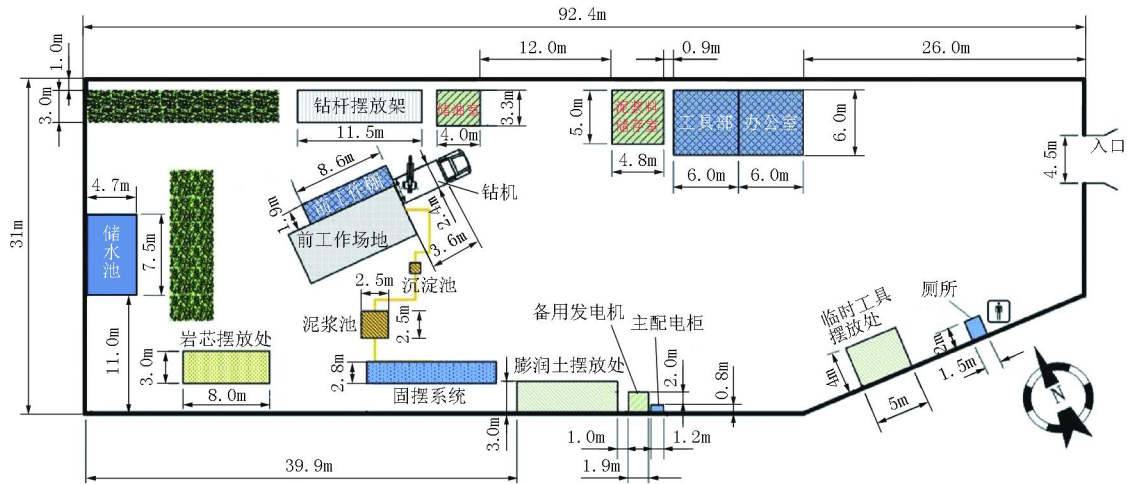 92.4m
1.0m
12.0m
0.9m
26.0m
3.0m
钻杆摆放架
储油室
3.3m
5.0m
泥浆料
储存室
工具部
办公室
6.0m
11.5m
4.0m
4.8m
6.0m
6.0m
4.5m
入口
8.6m
前工作棚
钻机
1.9m
2.4m
4.7m
前工作场地
3.6m
31m
储水池
7.5m
沉淀池
2.5m
泥浆池
2.5m
备用发电机
主配电柜
临时工具
摆放处
厕所
2m
11.0m
岩芯摆放处
3.0m
2.8m
膨润土摆放处
2.0m
0.8m
4m
1.5m
8.0m
固摆系统
3.0m
5m
N
1.0m
1.2m
39.9m
1.9m